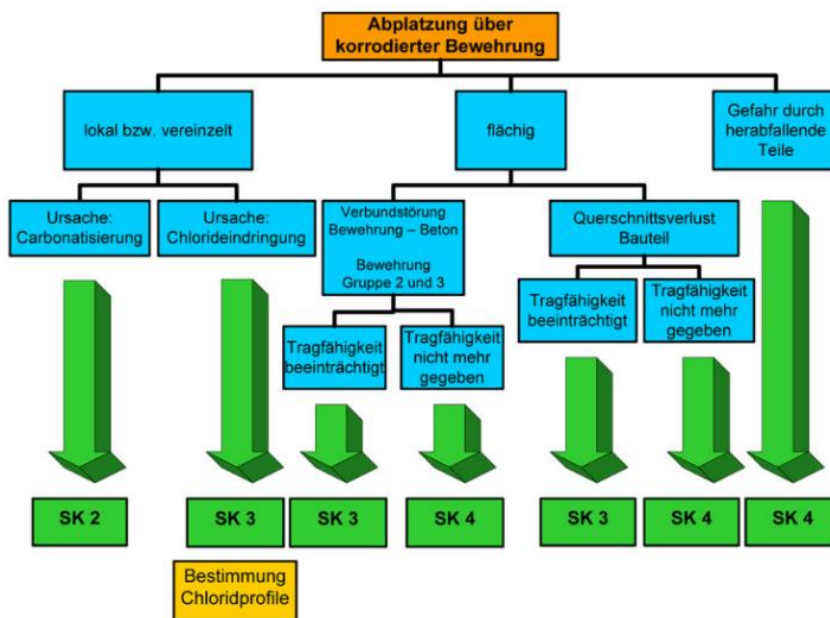 Abplatzung über
korrodierter Bewehrung
lokal bzw. vereinzelt
flächig
Gefahr durch
herabfallende
Teile
Ursache:
Carbonatisierung
Ursache:
Chlorideindringung
Verbundstörung
Bewehrung – Beton
Bewehrung
Gruppe 2 und 3
Querschnittsverlust
Bauteil
Tragfähigkeit
beeinträchtigt
Tragfähigkeit
nicht mehr
gegeben
Tragfähigkeit
beeinträchtigt
Tragfähigkeit
nicht mehr
gegeben
SK 2
SK 3
SK 3
SK 4
SK 3
SK 4
SK 4
Bestimmung
Chloridprofile